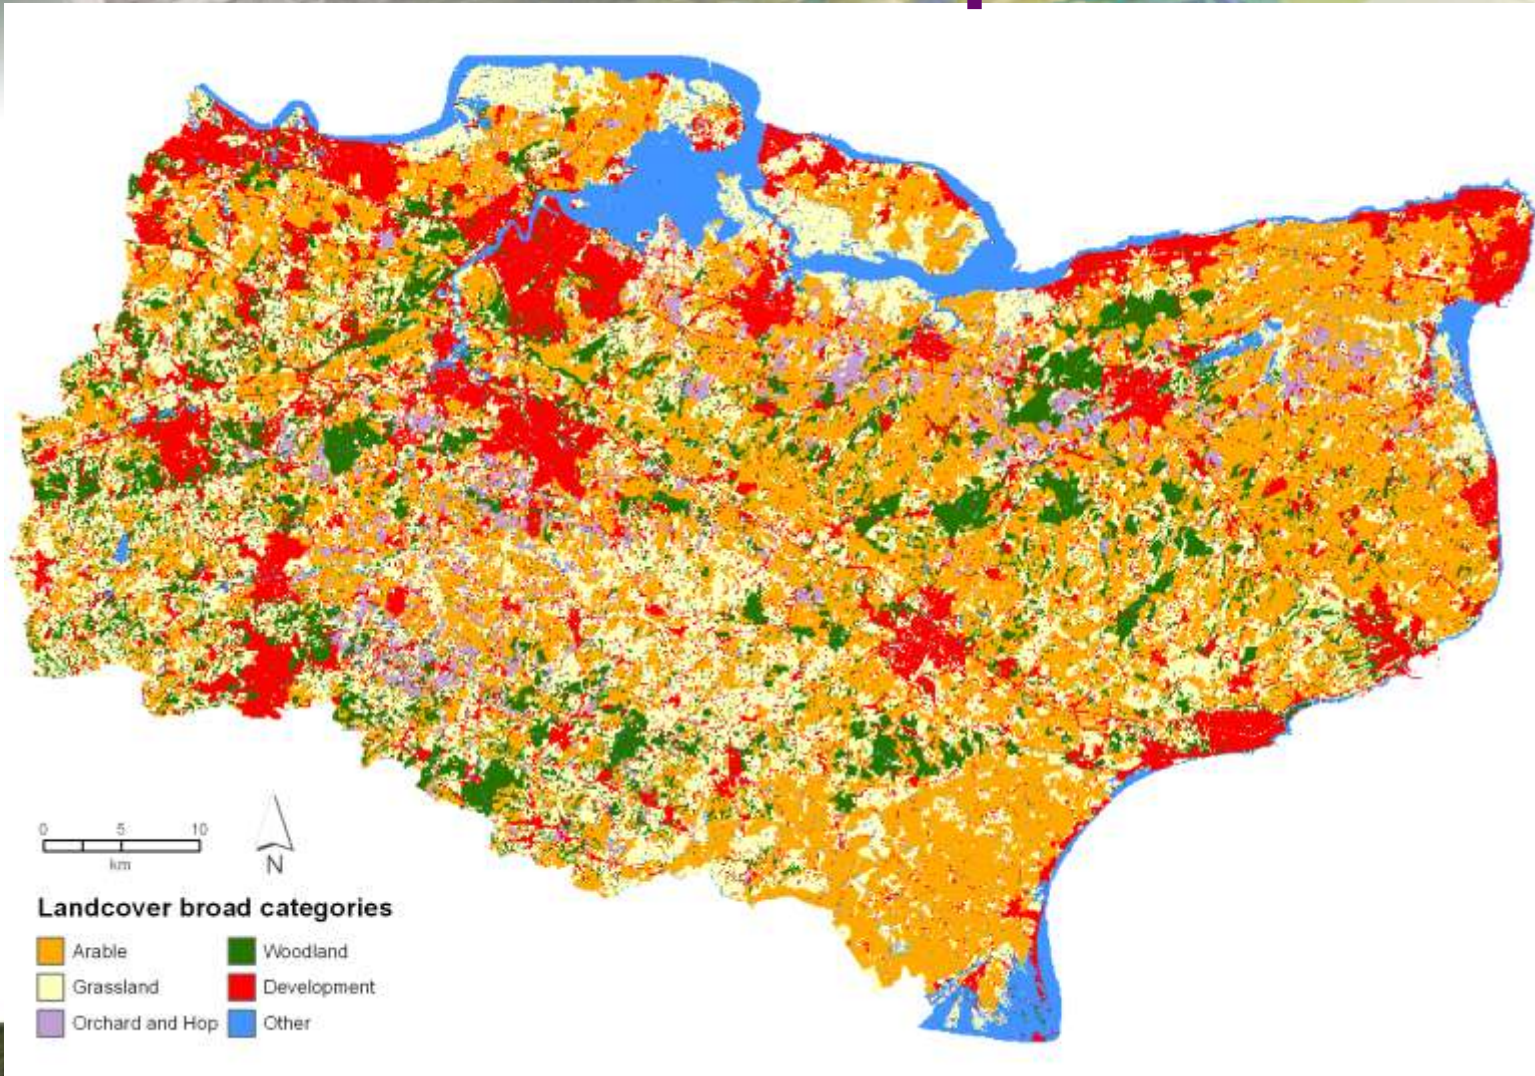 0 5 10
km
N
Landcover broad categories
Arable
Woodland
Grassland
Development
Orchard and Hop
Other